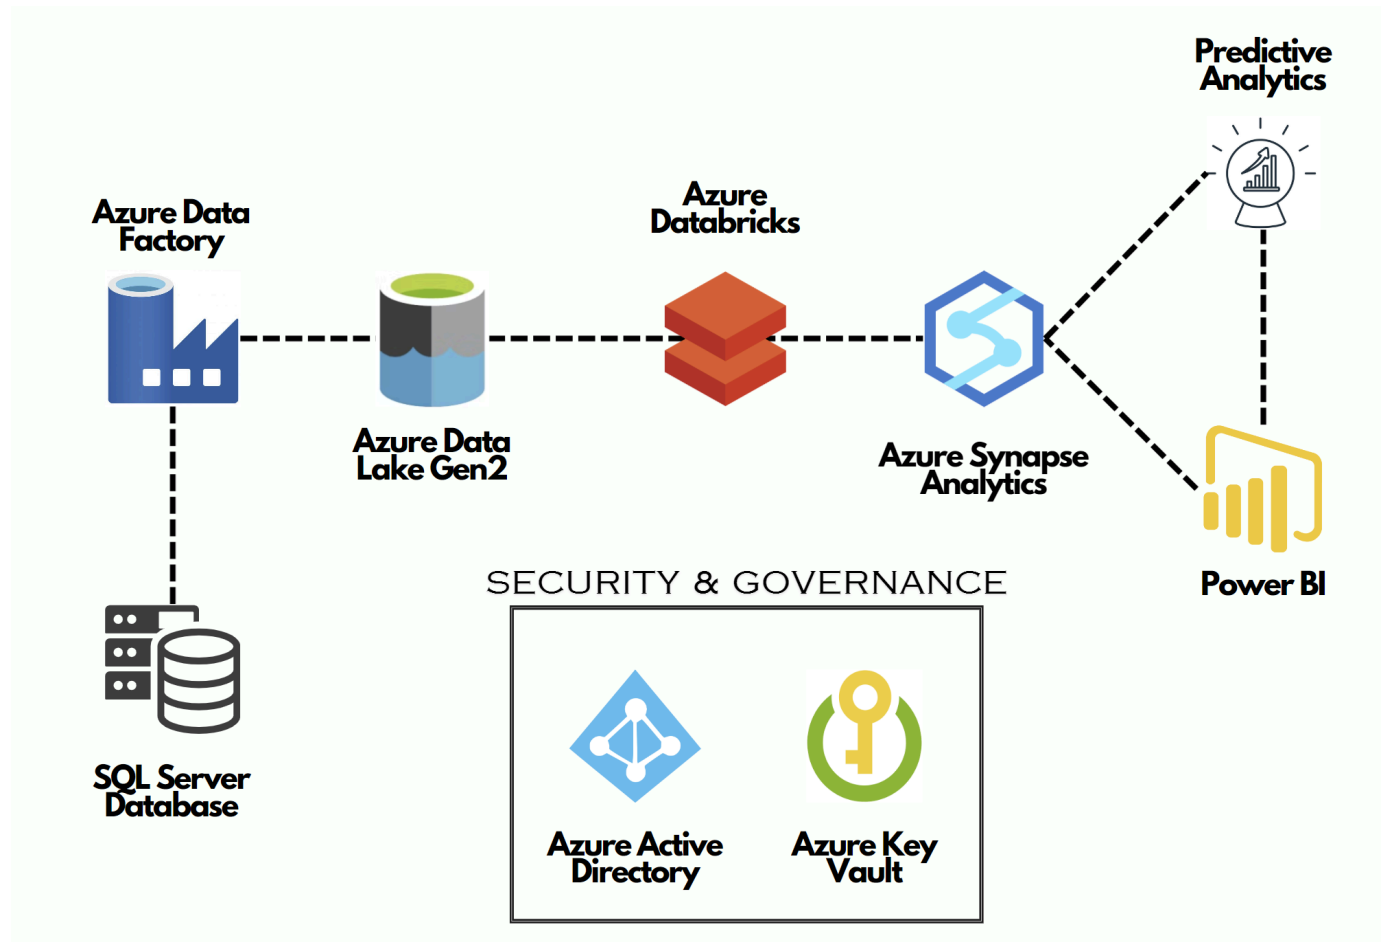 Predictive
Analytics
Azure Data
Factory
Azure
Databricks
Azure Data
Lake Gen2
Azure Synapse
Analytics
Power BI
SECURITY & GOVERNANCE
SQL Server
Database
Azure Active
Directory
Azure Key
Vault